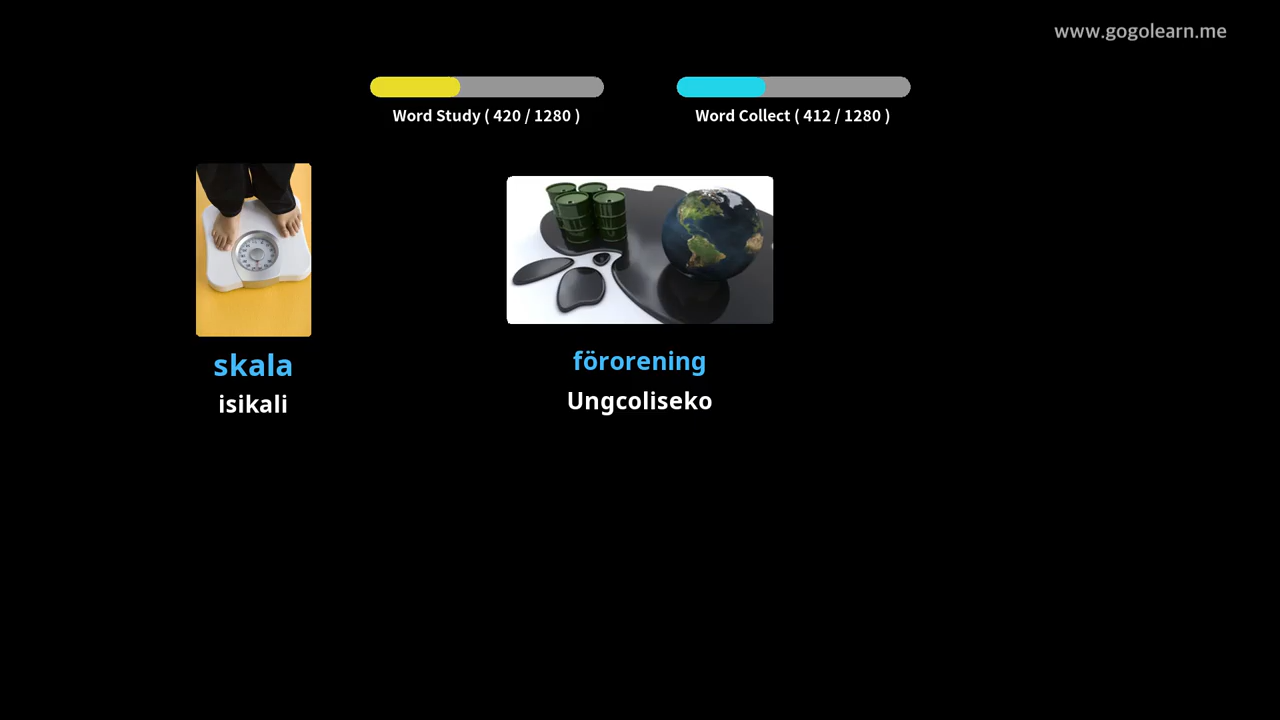 www.gogolearn.me
Word Study ( 420 / 1280 )
Word Collect ( 412 / 1280 )
skala
isikali
förorening
Ungcoliseko